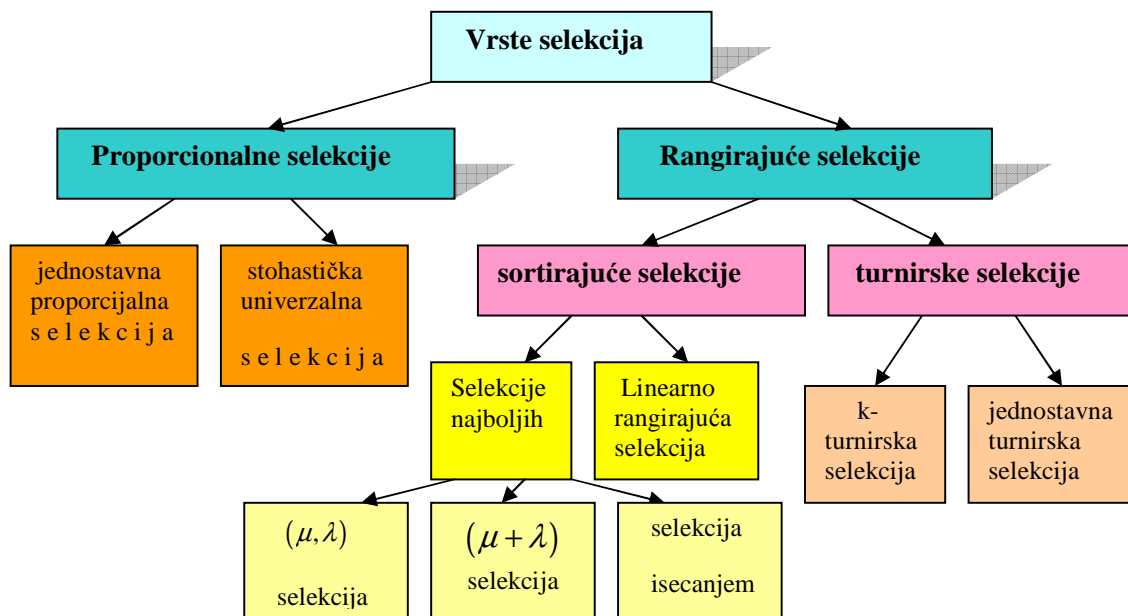 Vrste selekcija
Proporcionalne selekcije
Rangirajuće selekcije
jednostavna
proporcijalna
s e l e k c i j a
stohastička
univerzalna
s e l e k c i j a
sortirajuće selekcije
turnirske selekcije
Selekcije
najboljih
Linearno
rangirajuća
selekcija
k-
turnirska
selekcija
jednostavna
turnirska
selekcija
(μ,λ)
selekcija
(μ + λ)
selekcija
selekcija
isecanjem